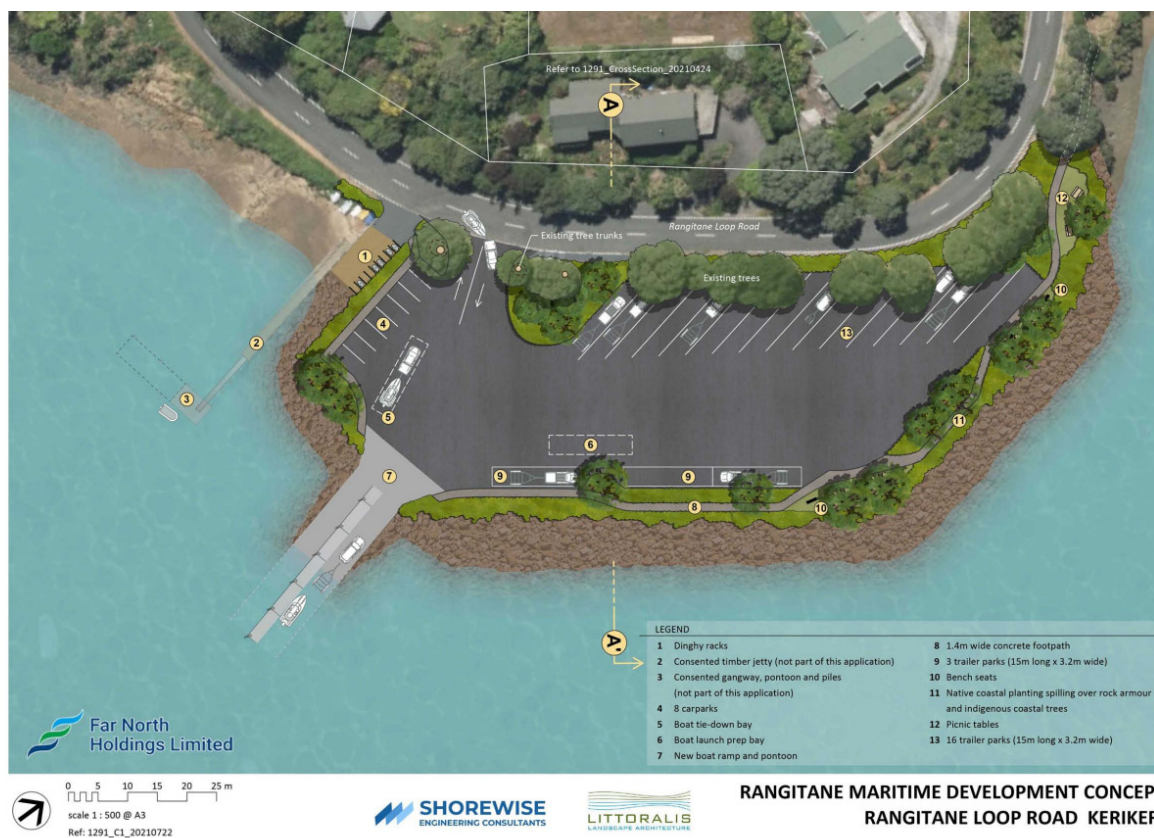 Refer to 1291_CrossSection_20210424
A
Rangitane Loop Road
Existing tree trunks
Existing trees
12
1
10
4
13
2
3
11
5
6
9
9
7
8
10
A'
LEGEND
1 Dinghy racks
2 Consented timber jetty (not part of this application)
3 Consented gangway, pontoon and piles
(not part of this application)
4 8 carparks
5 Boat tie-down bay
6 Boat launch prep bay
7 New boat ramp and pontoon
8 1.4m wide concrete footpath
9 3 trailer parks (15m long x 3.2m wide)
10 Bench seats
11 Native coastal planting spilling over rock armour
and indigenous coastal trees
12 Picnic tables
13 16 trailer parks (15m long x 3.2m wide)
Far North
Holdings Limited
0 5 10 15 20 25 m
scale 1 : 500 @ A3
Ref: 1291_C1_20210722
SHOREWISE
ENGINEERING CONSULTANTS
LITTORALIS
LANDSCAPE ARCHITECTURE
RANGITANE MARITIME DEVELOPMENT CONCEP
RANGITANE LOOP ROAD KERIKER